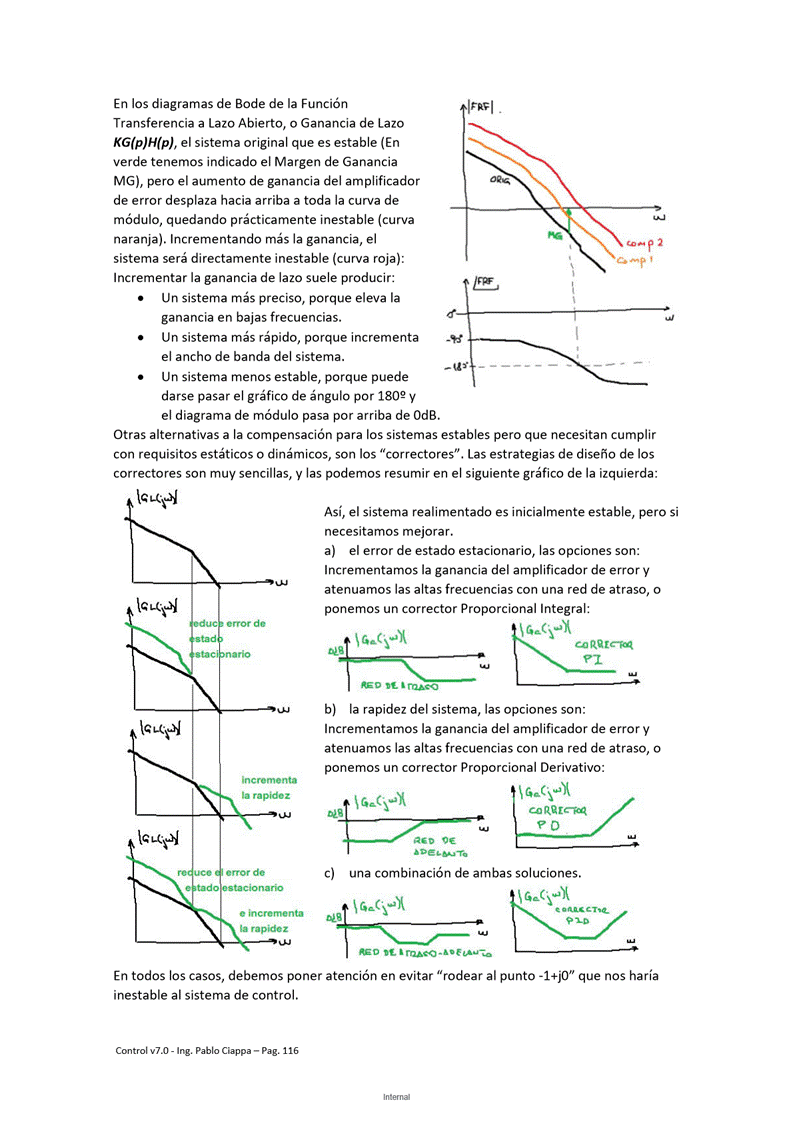 En los diagramas de Bode de la Función
Transferencia a Lazo Abierto, o Ganancia de Lazo
KG(p)H(p), el sistema original que es estable (En
verde tenemos indicado el Margen de Ganancia
MG), pero el aumento de ganancia del amplificador
de error desplaza hacia arriba a toda la curva de
módulo, quedando prácticamente inestable (curva
naranja). Incrementando más la ganancia, el
sistema será directamente inestable (curva roja):
Incrementar la ganancia de lazo suele producir:
• Un sistema más preciso, porque eleva la
ganancia en bajas frecuencias.
• Un sistema más rápido, porque incrementa
el ancho de banda del sistema.
• Un sistema menos estable, porque puede
darse pasar el gráfico de ángulo por 180º y
el diagrama de módulo pasa por arriba de 0dB.
|FRF|
ORIG
ω
MG
comp 2
comp 1
/FRF
0°
ω
-90°
-180°
Otras alternativas a la compensación para los sistemas estables pero que necesitan cumplir
con requisitos estáticos o dinámicos, son los “correctores”. Las estrategias de diseño de los
correctores son muy sencillas, y las podemos resumir en el siguiente gráfico de la izquierda:
|GL(jω)|
ω
|GL(jω)|
reduce error de
estado
estacionario
ω
|GL(jω)|
incrementa
la rapidez
ω
|GL(jω)|
reduce el error de
estado estacionario
e incrementa
la rapidez
ω
Así, el sistema realimentado es inicialmente estable, pero si
necesitamos mejorar.
a) el error de estado estacionario, las opciones son:
Incrementamos la ganancia del amplificador de error y
atenuamos las altas frecuencias con una red de atraso, o
ponemos un corrector Proporcional Integral:
|Gc(jω)|
0dB
ω
RED DE ATRASO
|Gc(jω)|
CORRECTOR
PI
ω
b) la rapidez del sistema, las opciones son:
Incrementamos la ganancia del amplificador de error y
atenuamos las altas frecuencias con una red de atraso, o
ponemos un corrector Proporcional Derivativo:
|Gc(jω)|
0dB
ω
RED DE
ADELANTO
|Gc(jω)|
CORRECTOR
PD
ω
c) una combinación de ambas soluciones.
|Gc(jω)|
0dB
ω
RED DE ATRASO-ADELANTO
|Gc(jω)|
CORRECTOR
PID
ω
En todos los casos, debemos poner atención en evitar “rodear al punto -1+j0” que nos haría
inestable al sistema de control.
Control v7.0 - Ing. Pablo Ciappa – Pag. 116
Internal